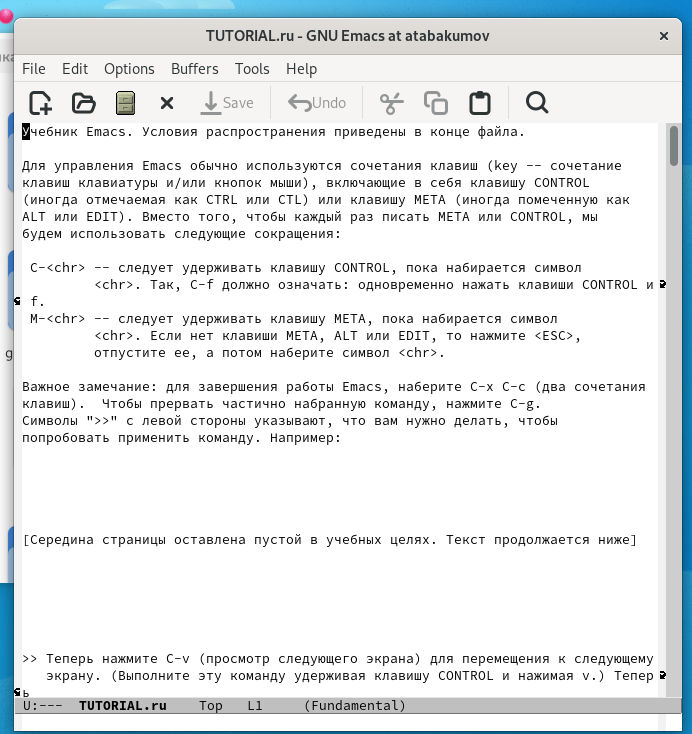 TUTORIAL.ru - GNU Emacs at atabakumov
File Edit Options Buffers Tools Help
Save Undo
Учебник Emacs. Условия распространения приведены в конце файла.
Для управления Emacs обычно используются сочетания клавиш (key -- сочетание
клавиш клавиатуры и/или кнопок мыши), включающие в себя клавишу CONTROL
(иногда отмечаемая как CTRL или CTL) или клавишу META (иногда помеченную как
ALT или EDIT). Вместо того, чтобы каждый раз писать META или CONTROL, мы
будем использовать следующие сокращения:
C-<chr> -- следует удерживать клавишу CONTROL, пока набирается символ
<chr>. Так, C-f должно означать: одновременно нажать клавиши CONTROL и
f.
M-<chr> -- следует удерживать клавишу META, пока набирается символ
<chr>. Если нет клавиши META, ALT или EDIT, то нажмите <ESC>,
отпустите ее, а потом наберите символ <chr>.
Важное замечание: для завершения работы Emacs, наберите C-x C-c (два сочетания
клавиш).  Чтобы прервать частично набранную команду, нажмите C-g.
Символы ">>" с левой стороны указывают, что вам нужно делать, чтобы
попробовать применить команду. Например:
[Середина страницы оставлена пустой в учебных целях. Текст продолжается ниже]
>> Теперь нажмите C-v (просмотр следующего экрана) для перемещения к следующему
экрану. (Выполните эту команду удерживая клавишу CONTROL и нажимая v.) Тепер
ь
U:--- TUTORIAL.ru Top L1 (Fundamental)